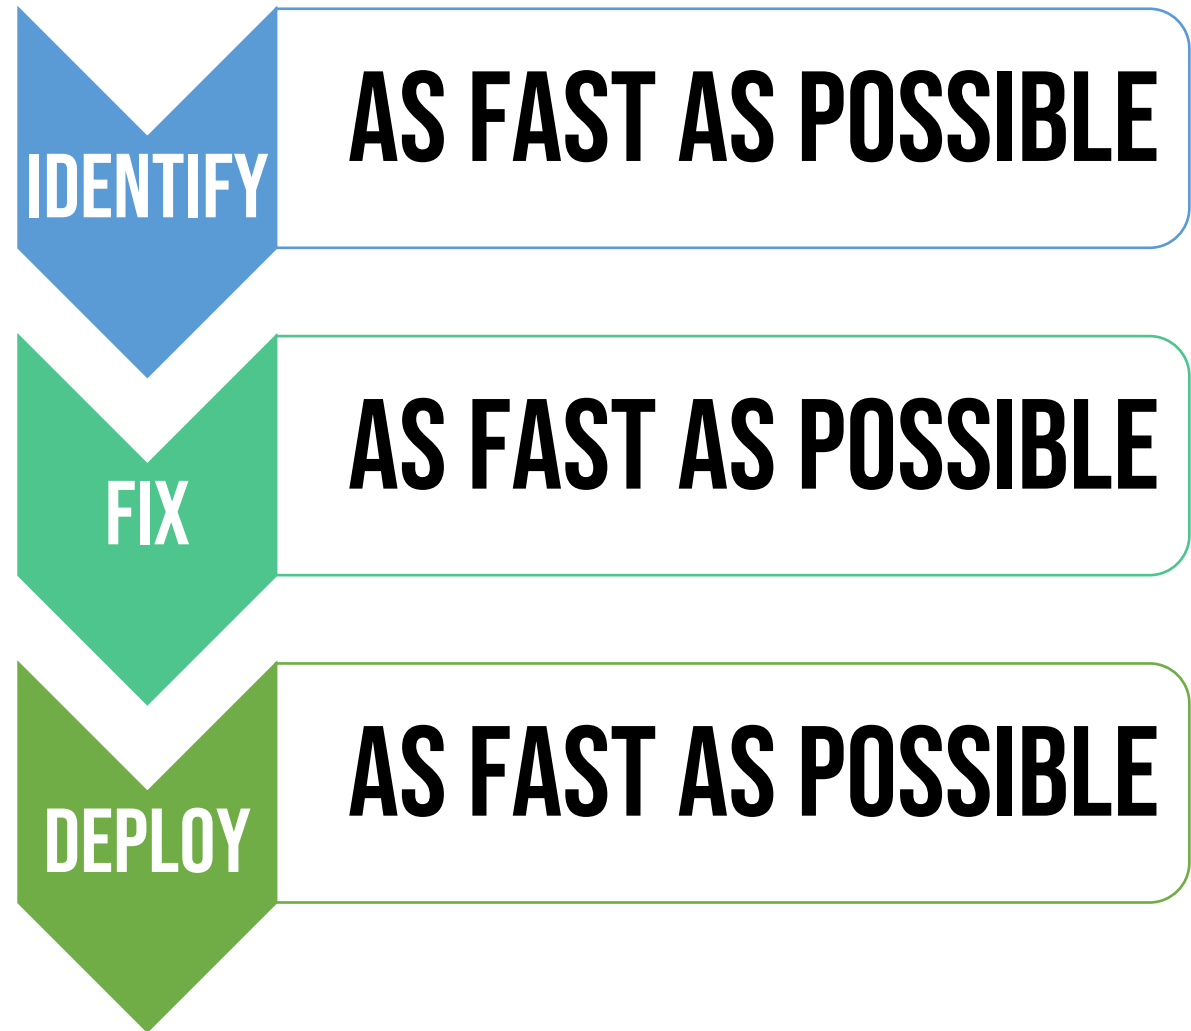 IDENTIFY
AS FAST AS POSSIBLE
FIX
AS FAST AS POSSIBLE
DEPLOY
AS FAST AS POSSIBLE